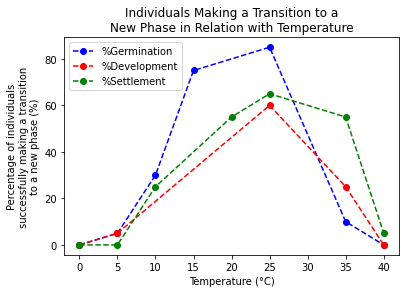 Individuals Making a Transition to a
New Phase in Relation with Temperature
%Germination
%Development
%Settlement
Percentage of individuals
successfully making a transition
to a new phase (%)
80
60
40
20
0
0 5 10 15 20 25 30 35 40
Temperature (°C)